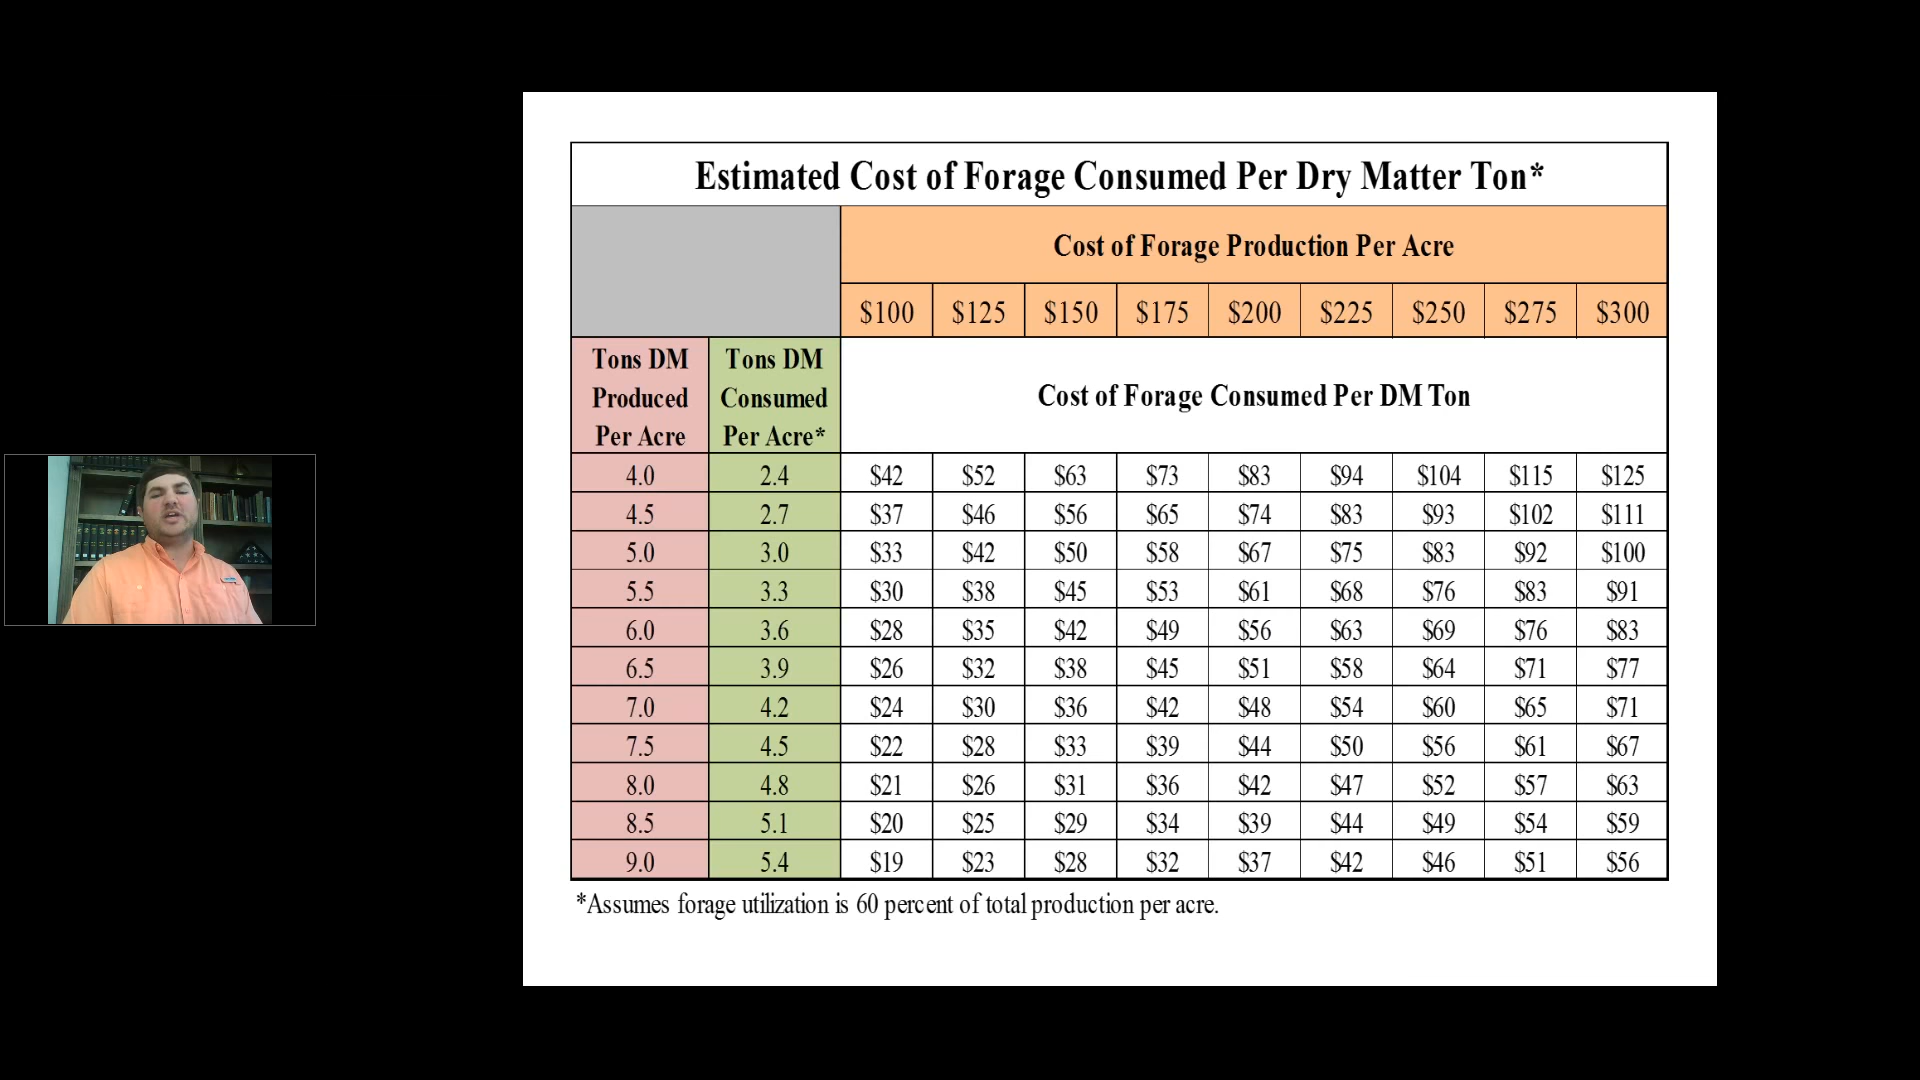 Estimated Cost of Forage Consumed Per Dry Matter Ton*
Cost of Forage Production Per Acre
$100 $125 $150 $175 $200 $225 $250 $275 $300
Tons DM Produced Per Acre Tons DM Consumed Per Acre* Cost of Forage Consumed Per DM Ton
4.0 2.4 $42 $52 $63 $73 $83 $94 $104 $115 $125
4.5 2.7 $37 $46 $56 $65 $74 $83 $93 $102 $111
5.0 3.0 $33 $42 $50 $58 $67 $75 $83 $92 $100
5.5 3.3 $30 $38 $45 $53 $61 $68 $76 $83 $91
6.0 3.6 $28 $35 $42 $49 $56 $63 $69 $76 $83
6.5 3.9 $26 $32 $38 $45 $51 $58 $64 $71 $77
7.0 4.2 $24 $30 $36 $42 $48 $54 $60 $65 $71
7.5 4.5 $22 $28 $33 $39 $44 $50 $56 $61 $67
8.0 4.8 $21 $26 $31 $36 $42 $47 $52 $57 $63
8.5 5.1 $20 $25 $29 $34 $39 $44 $49 $54 $59
9.0 5.4 $19 $23 $28 $32 $37 $42 $46 $51 $56
*Assumes forage utilization is 60 percent of total production per acre.